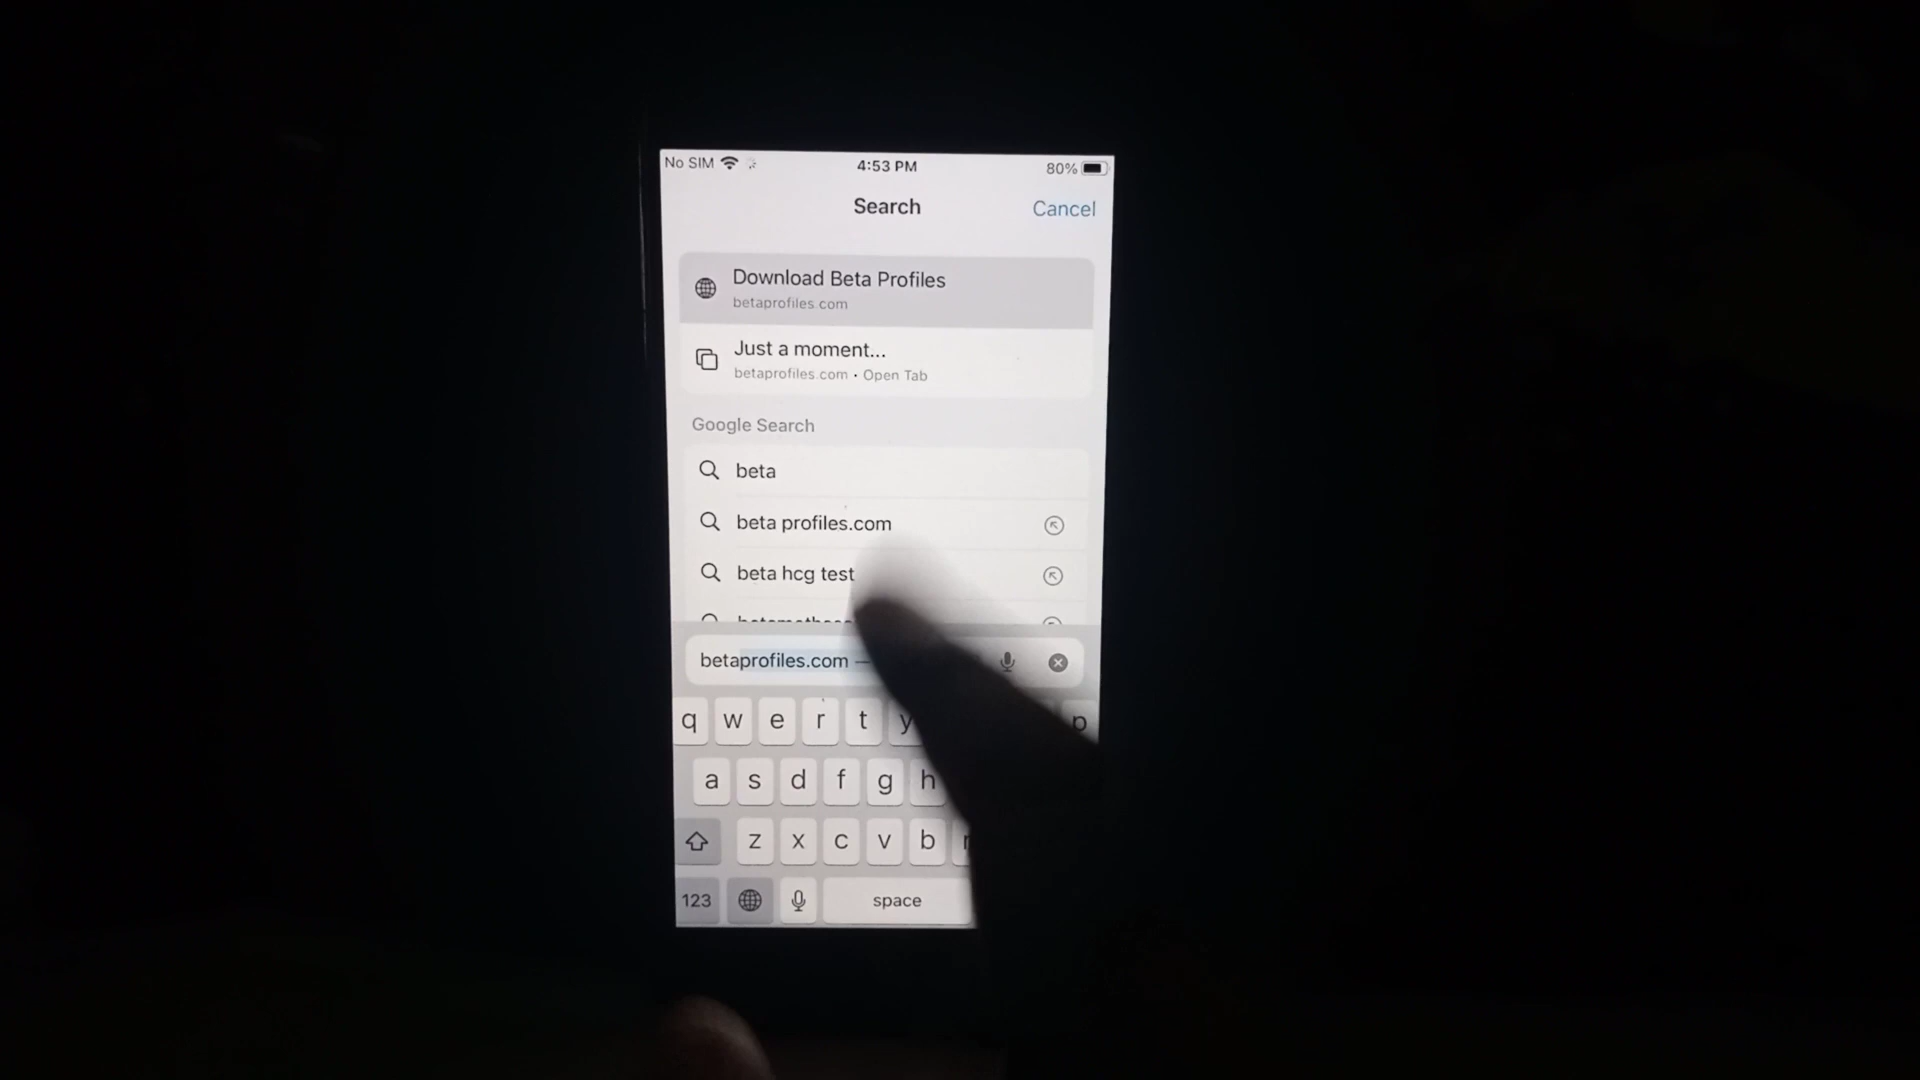 No SIM 4:53 PM 80%
Search Cancel
Download Beta Profiles
betaprofiles.com
Just a moment...
betaprofiles.com • Open Tab
Google Search
beta
beta profiles.com
beta hcg test
betaprofiles.com —
q w e r t y p
a s d f g h
z x c v b
123 space